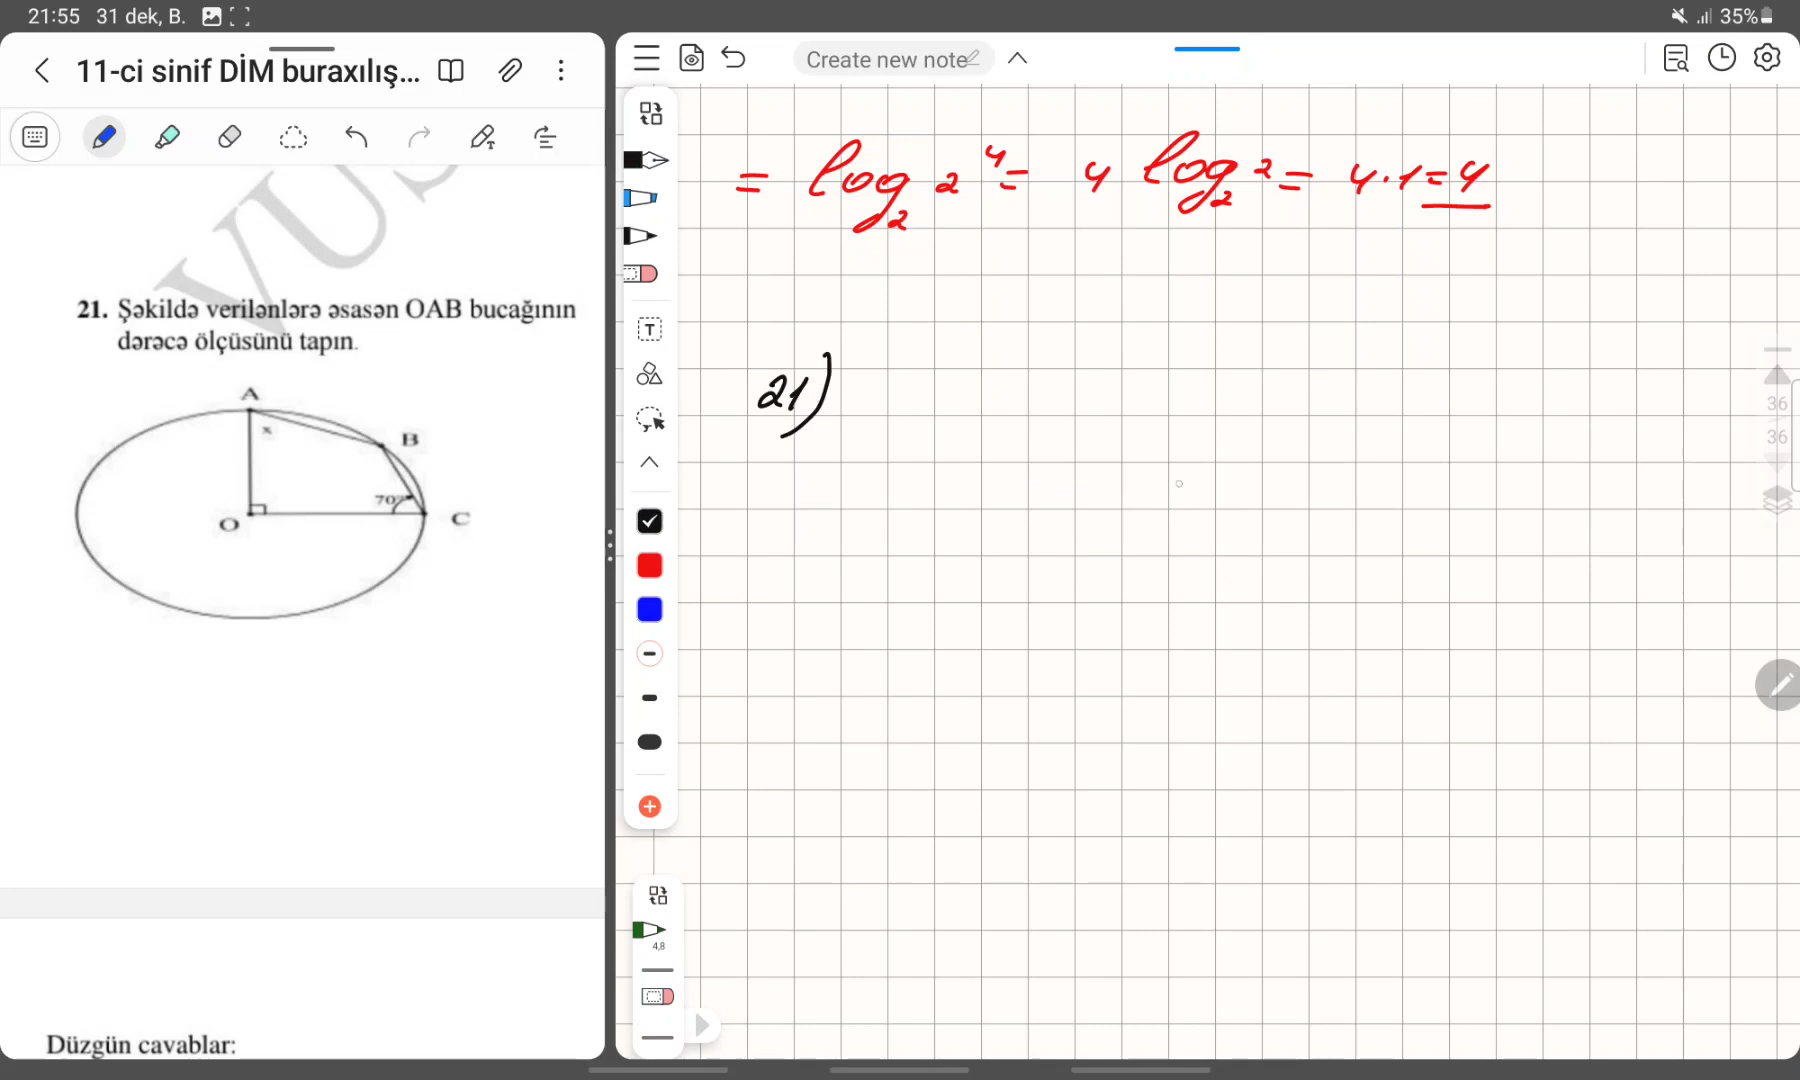 21:55 31 dek, B.
35%
11-ci sinif DİM buraxılış...
Create new note
VUS
21. Şəkildə verilənlərə əsasən OAB bucağının
dərəcə ölçüsünü tapın.
A
x
B
70°
O
C
Düzgün cavablar:
= log₂ 2⁴ = 4 log₂ 2 = 4·1 = 4
21)
T
36
36
4,8